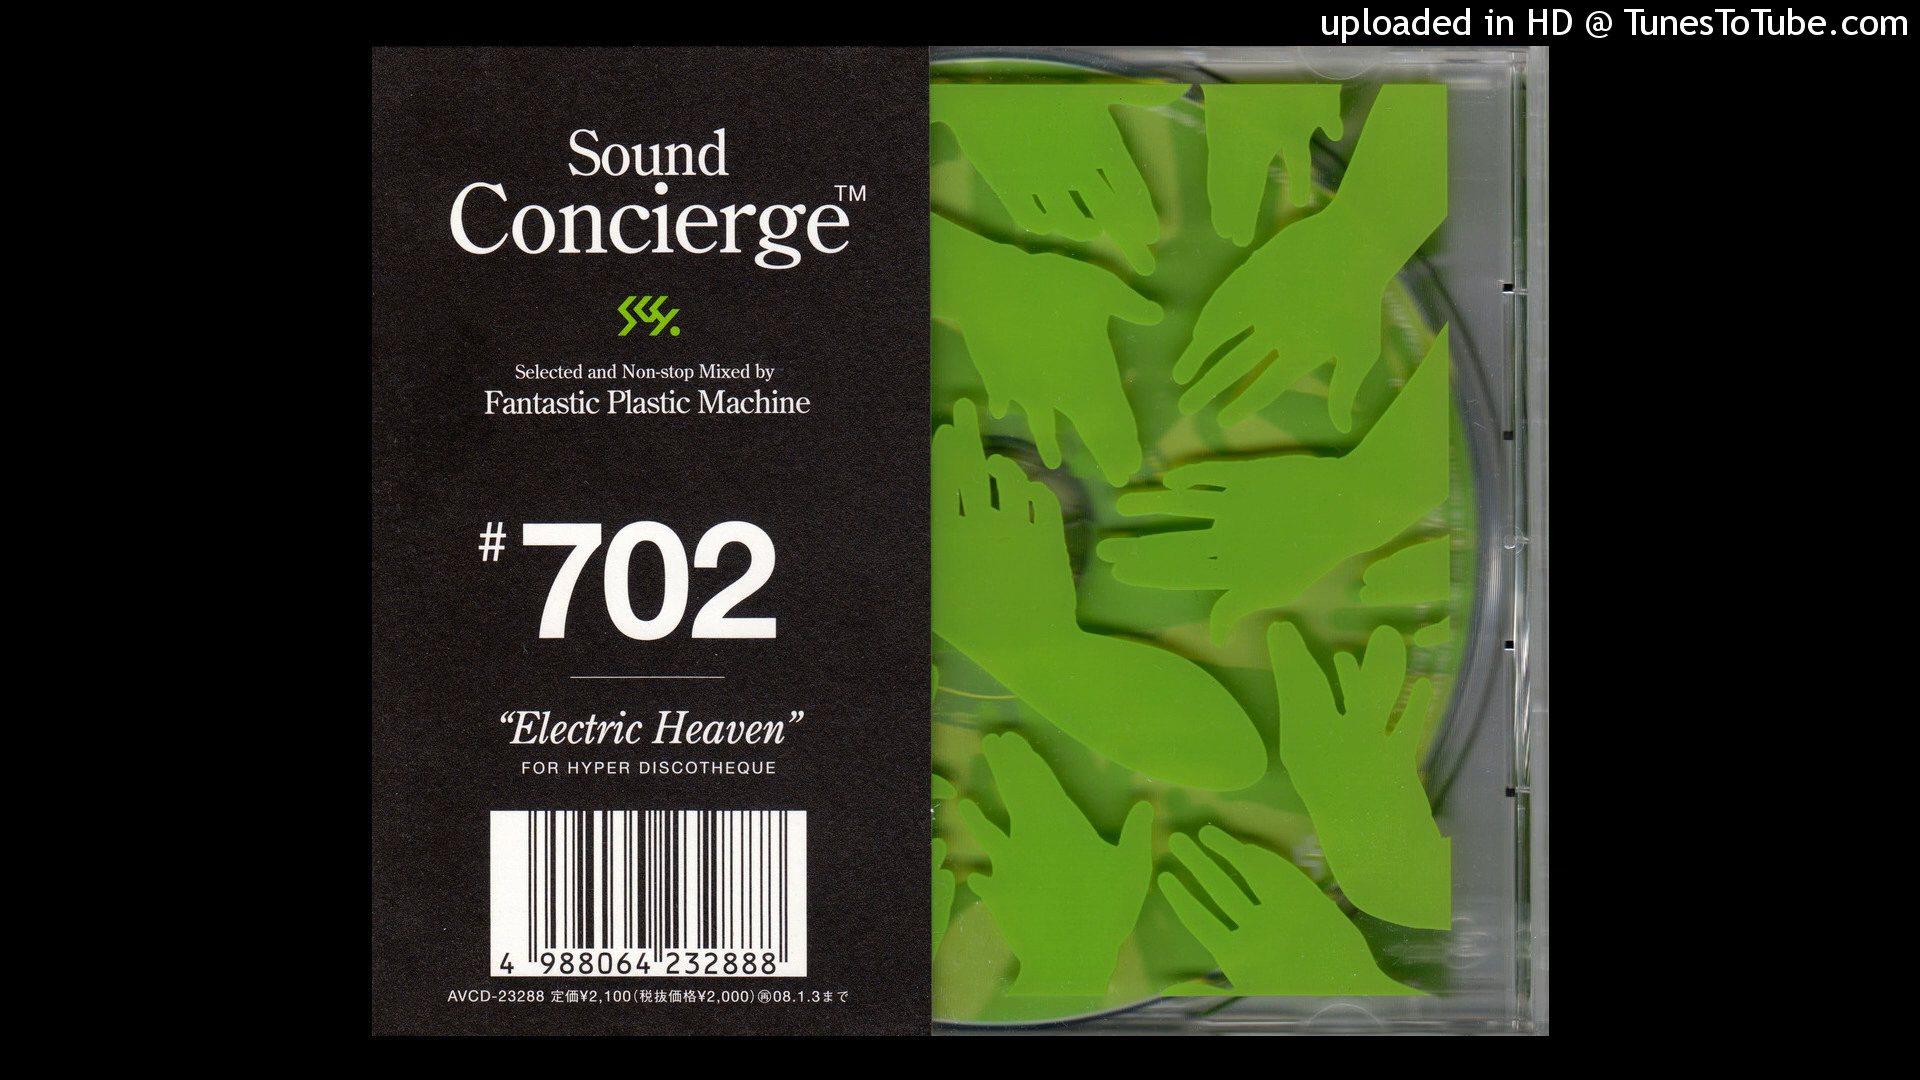 uploaded in HD @ TunesToTube.com
Sound
Concierge™
Selected and Non-stop Mixed by
Fantastic Plastic Machine
#702
“Electric Heaven”
FOR HYPER DISCOTHEQUE
4 988064 232888
AVCD-23288 定価¥2,100(税抜価格¥2,000)㊢08.1.3まで